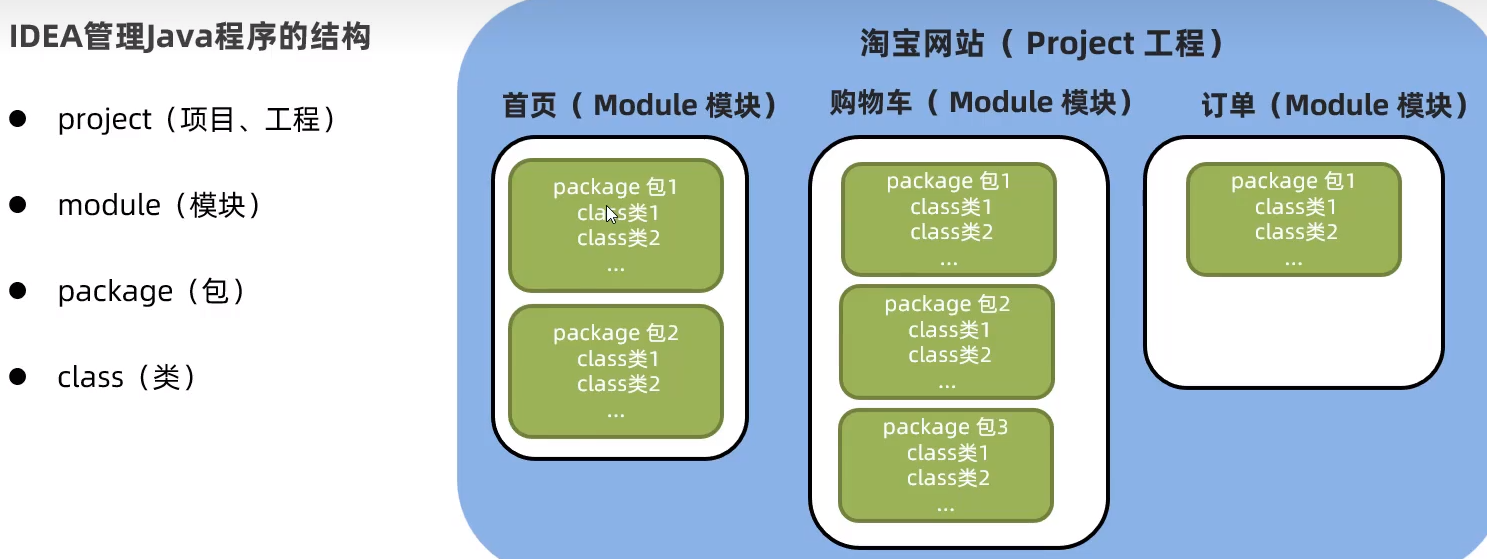 IDEA管理Java程序的结构
project（项目、工程）
module（模块）
package（包）
class（类）
淘宝网站（ Project 工程）
首页（ Module 模块）
package 包1
class类1
class类2
...
package 包2
class类1
class类2
...
购物车（ Module 模块）
package 包1
class类1
class类2
...
package 包2
class类1
class类2
...
package 包3
class类1
class类2
...
订单（Module 模块）
package 包1
class类1
class类2
...